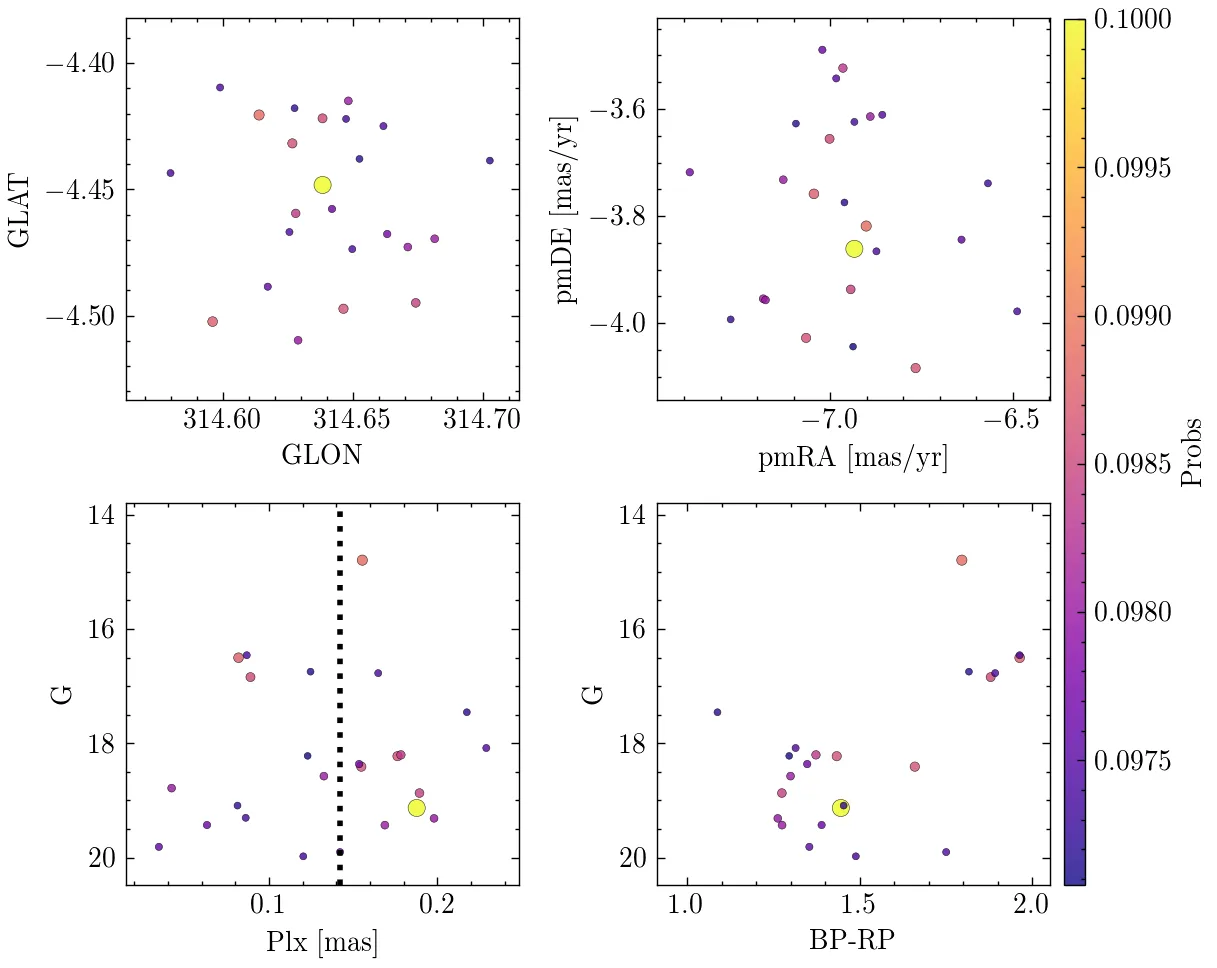 −4.40
−4.45
−4.50
GLAT
314.60 314.65 314.70
GLON
−3.6
−3.8
−4.0
pmDE [mas/yr]
−7.0 −6.5
pmRA [mas/yr]
0.1000
0.0995
0.0990
0.0985
0.0980
0.0975
Probs
14
16
18
20
G
0.1 0.2
Plx [mas]
14
16
18
20
G
1.0 1.5 2.0
BP-RP